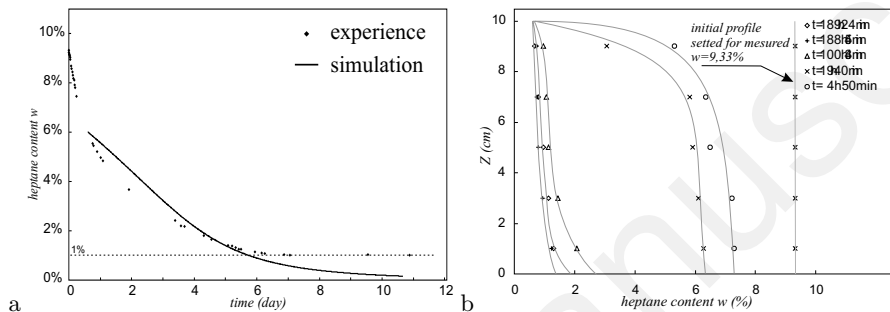 10%
8%
6%
4%
2%
0%
heptane content w
1%
experience
simulation
0 2 4 6 8 10 12
time (day)
a
12
10
8
6
4
2
0
Z (cm)
initial profile
setted for mesured
w=9,33%
t= 4h50min
0 2 4 6 8 10
heptane content w (%)
b